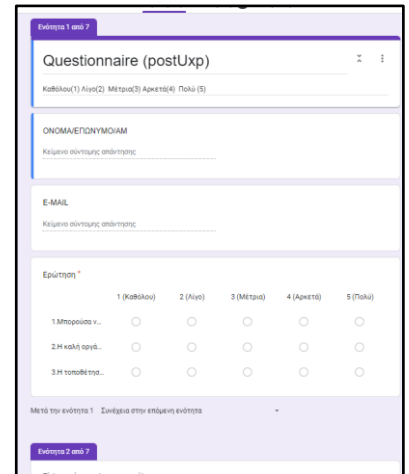 Ενότητα 1 από 7
Questionnaire (postUxp)
Καθόλου(1) Λίγο(2) Μέτρια(3) Αρκετά(4) Πολύ (5)
ΟΝΟΜΑ/ΕΠΩΝΥΜΟ/ΑΜ
Κείμενο σύντομης απάντησης
E-MAIL
Κείμενο σύντομης απάντησης
Ερώτηση *
1 (Καθόλου) 2 (Λίγο) 3 (Μέτρια) 4 (Αρκετά) 5 (Πολύ)
1.Μπορούσα ν...
2.Η καλή οργά...
3.Η τοποθέτησ...
Μετά την ενότητα 1 Συνέχεια στην επόμενη ενότητα
Ενότητα 2 από 7